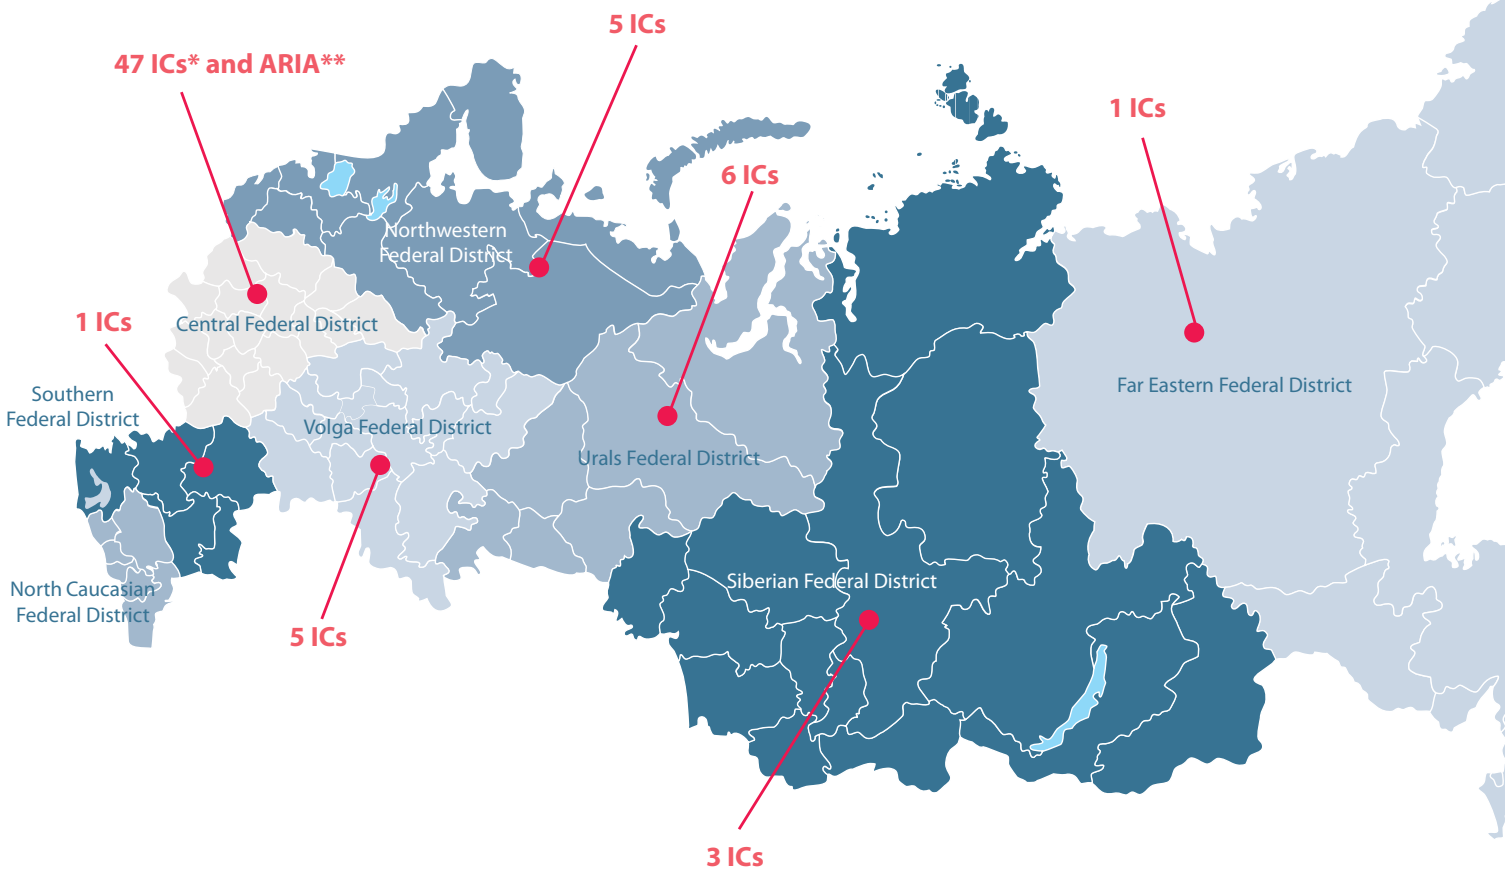 5 ICs
47 ICs* and ARIA**
1 ICs
6 ICs
Northwestern
Federal District
1 ICs
Central Federal District
Southern
Federal District
Far Eastern Federal District
Volga Federal District
Urals Federal District
North Caucasian
Federal District
Siberian Federal District
5 ICs
3 ICs